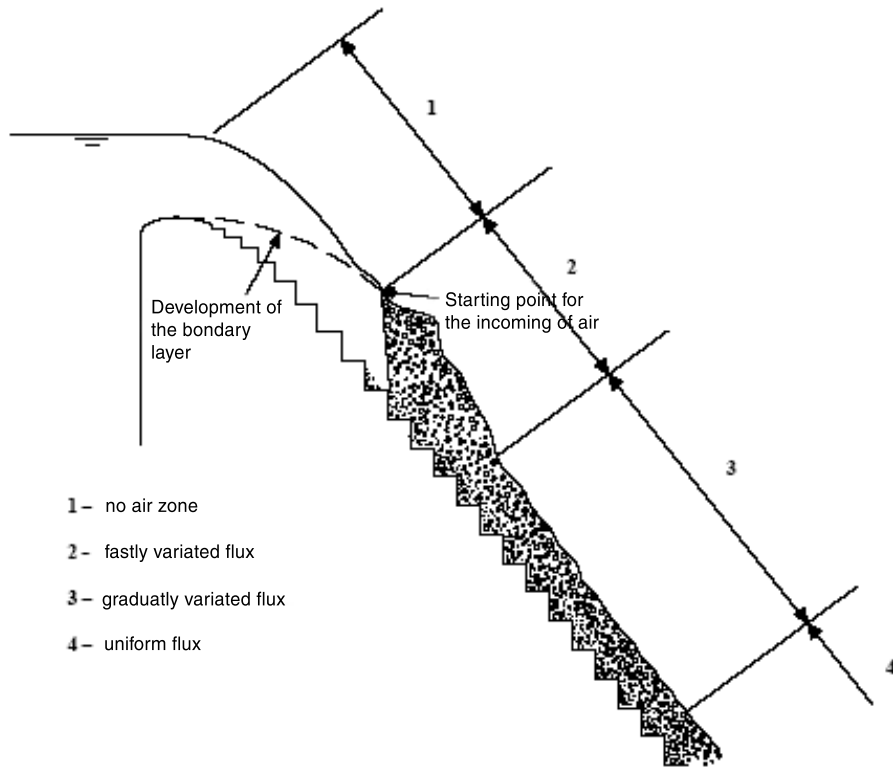 1
2
Development of
the bondary
layer
Starting point for
the incoming of air
3
1 – no air zone
2 - fastly variated flux
3 – graduatly variated flux
4 – uniform flux
4